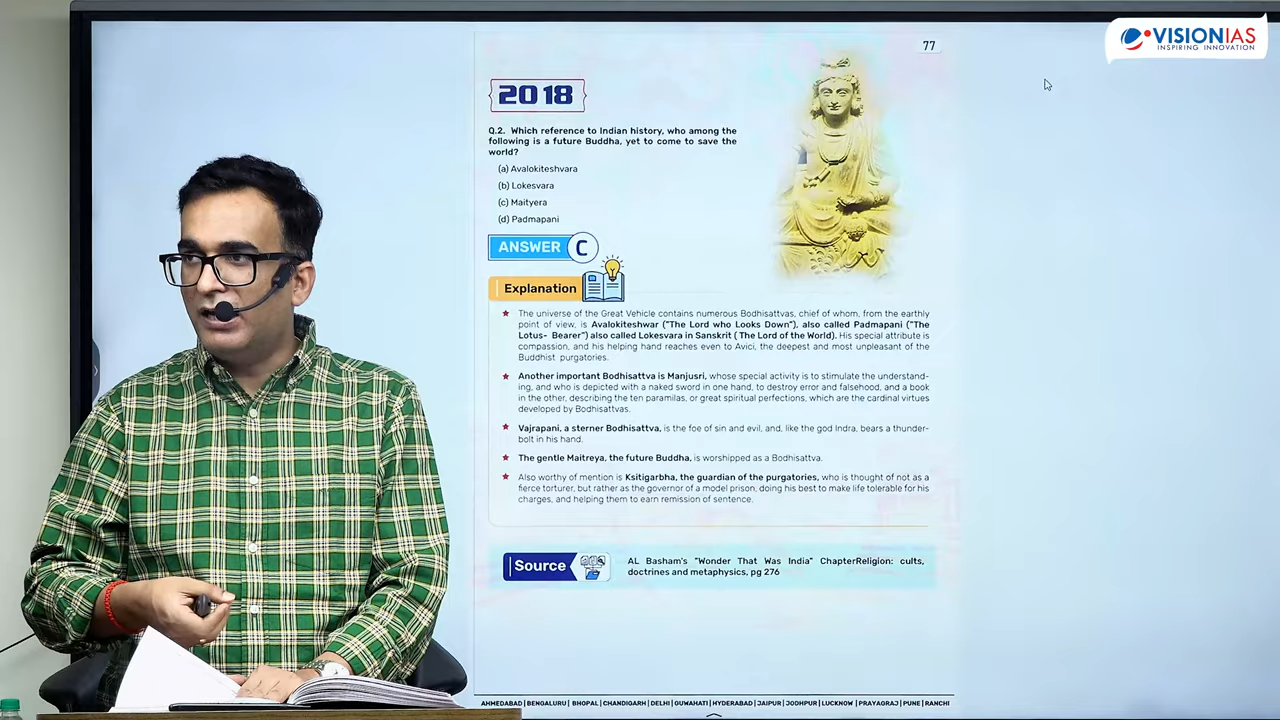 VISIONIAS
INSPIRING INNOVATION
77
2018
Q.2. Which reference to Indian history, who among the
following is a future Buddha, yet to come to save the
world?
(a) Avalokiteshvara
(b) Lokesvara
(c) Maityera
(d) Padmapani
ANSWER C
Explanation
The universe of the Great Vehicle contains numerous Bodhisattvas, chief of whom, from the earthly
point of view, is Avalokiteshwar ("The Lord who Looks Down"), also called Padmapani ("The
Lotus- Bearer") also called Lokesvara in Sanskrit ( The Lord of the World). His special attribute is
compassion, and his helping hand reaches even to Avici, the deepest and most unpleasant of the
Buddhist purgatories.
Another important Bodhisattva is Manjusri, whose special activity is to stimulate the understand-
ing, and who is depicted with a naked sword in one hand, to destroy error and falsehood, and a book
in the other, describing the ten paramilas, or great spiritual perfections, which are the cardinal virtues
developed by Bodhisattvas.
Vajrapani, a sterner Bodhisattva, is the foe of sin and evil, and, like the god Indra, bears a thunder-
bolt in his hand.
The gentle Maitreya, the future Buddha, is worshipped as a Bodhisattva.
Also worthy of mention is Ksitigarbha, the guardian of the purgatories, who is thought of not as a
fierce torturer, but rather as the governor of a model prison, doing his best to make life tolerable for his
charges, and helping them to earn remission of sentence.
Source
AL Basham's "Wonder That Was India" ChapterReligion: cults,
doctrines and metaphysics, pg 276
AHMEDABAD | BENGALURU | BHOPAL | CHANDIGARH | DELHI | GUWAHATI | HYDERABAD | JAIPUR | JODHPUR | LUCKNOW | PRAYAGRAJ | PUNE | RANCHI